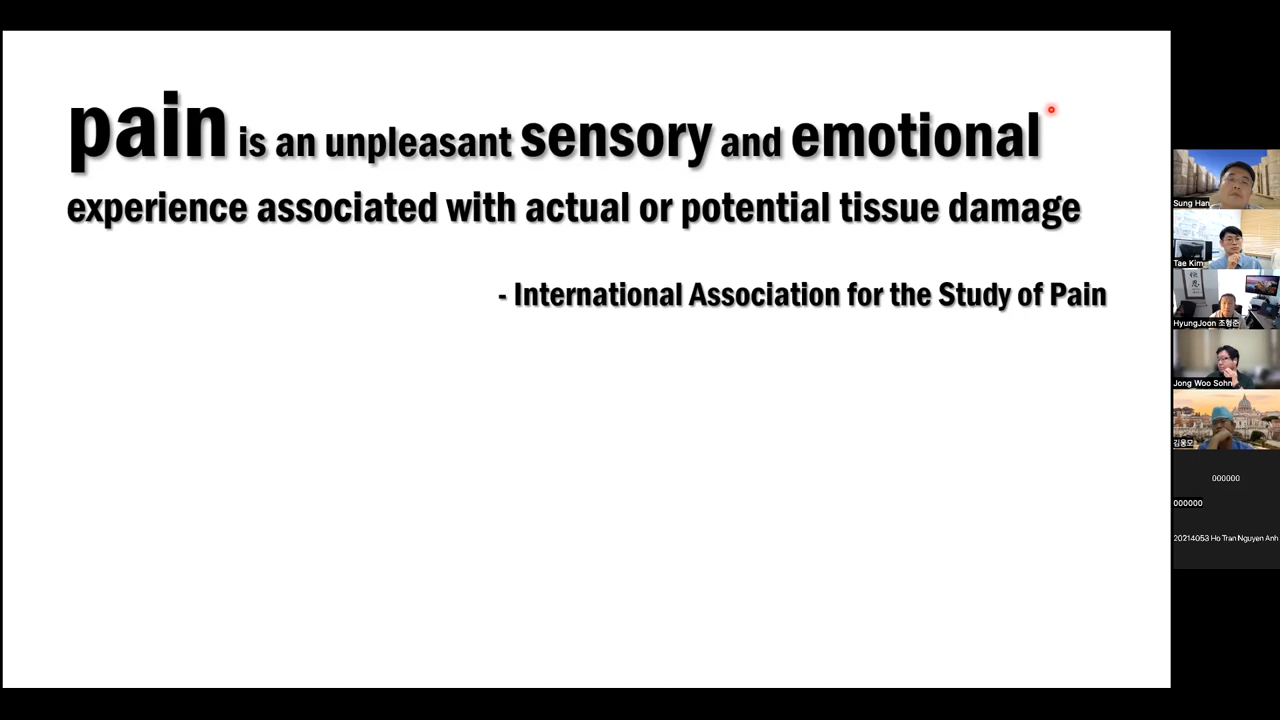 pain is an unpleasant sensory and emotional
experience associated with actual or potential tissue damage
- International Association for the Study of Pain
Sung Han
Tae Kim
HyungJoon 조형준
Jong Woo Sohn
김용모
000000
000000
20214053 Ho Tran Nguyen Anh